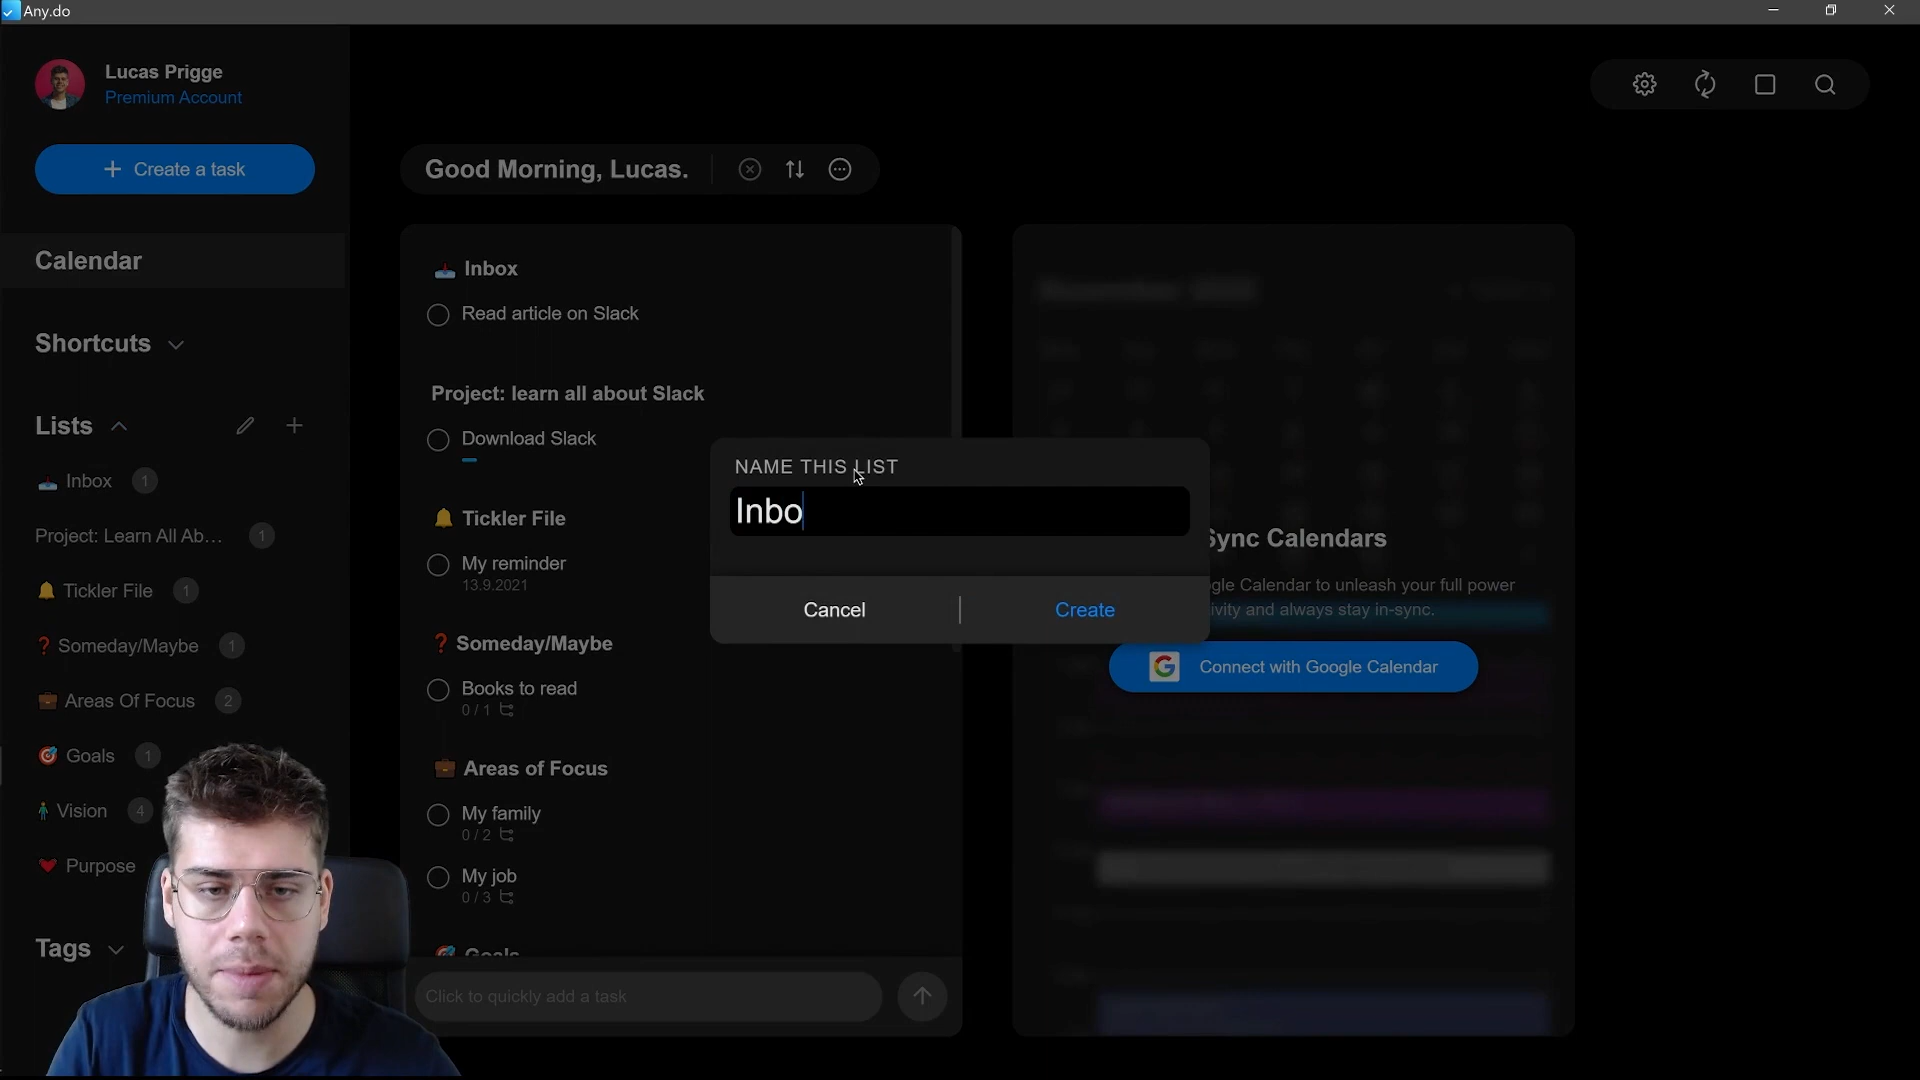 Any.do
Lucas Prigge
Premium Account
+ Create a task
Calendar
Shortcuts
Lists
Inbox 1
Project: Learn All Ab... 1
Tickler File 1
Someday/Maybe 1
Areas Of Focus 2
Goals 1
Vision 4
Purpose
Tags
Good Morning, Lucas.
Inbox
Read article on Slack
Project: learn all about Slack
Download Slack
Tickler File
My reminder
13.9.2021
Someday/Maybe
Books to read
0/1
Areas of Focus
My family
0/2
My job
0/3
Goals
Click to quickly add a task
NAME THIS LIST
Inbo
Cancel
Create
Sync Calendars
gle Calendar to unleash your full power
ivity and always stay in-sync.
Connect with Google Calendar